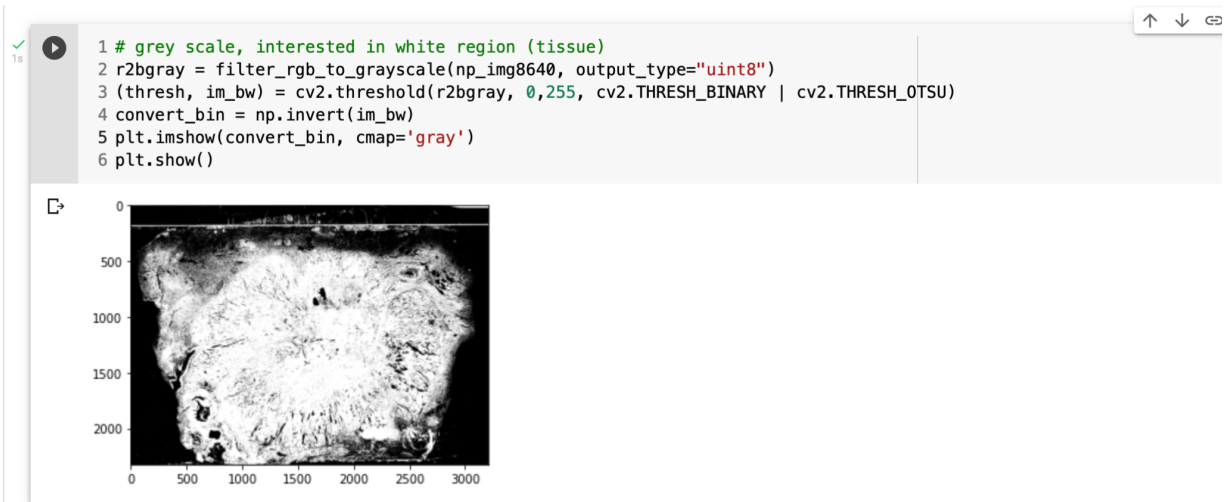 1s
1 # grey scale, interested in white region (tissue)
2 r2bgray = filter_rgb_to_grayscale(np_img8640, output_type="uint8")
3 (thresh, im_bw) = cv2.threshold(r2bgray, 0,255, cv2.THRESH_BINARY | cv2.THRESH_OTSU)
4 convert_bin = np.invert(im_bw)
5 plt.imshow(convert_bin, cmap='gray')
6 plt.show()
0
500
1000
1500
2000
0 500 1000 1500 2000 2500 3000